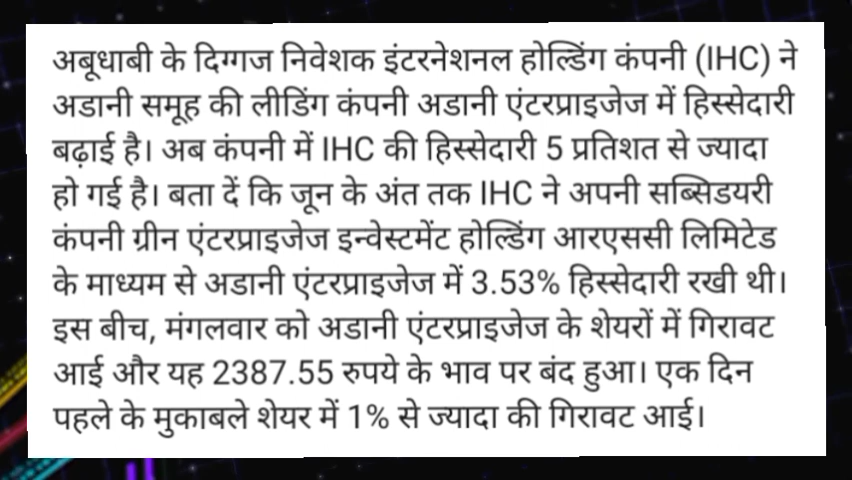 अबूधाबी के दिग्गज निवेशक इंटरनेशनल होल्डिंग कंपनी (IHC) ने
अडानी समूह की लीडिंग कंपनी अडानी एंटरप्राइजेज में हिस्सेदारी
बढ़ाई है। अब कंपनी में IHC की हिस्सेदारी 5 प्रतिशत से ज्यादा
हो गई है। बता दें कि जून के अंत तक IHC ने अपनी सब्सिडयरी
कंपनी ग्रीन एंटरप्राइजेज इन्वेस्टमेंट होल्डिंग आरएससी लिमिटेड
के माध्यम से अडानी एंटरप्राइजेज में 3.53% हिस्सेदारी रखी थी।
इस बीच, मंगलवार को अडानी एंटरप्राइजेज के शेयरों में गिरावट
आई और यह 2387.55 रुपये के भाव पर बंद हुआ। एक दिन
पहले के मुकाबले शेयर में 1% से ज्यादा की गिरावट आई।